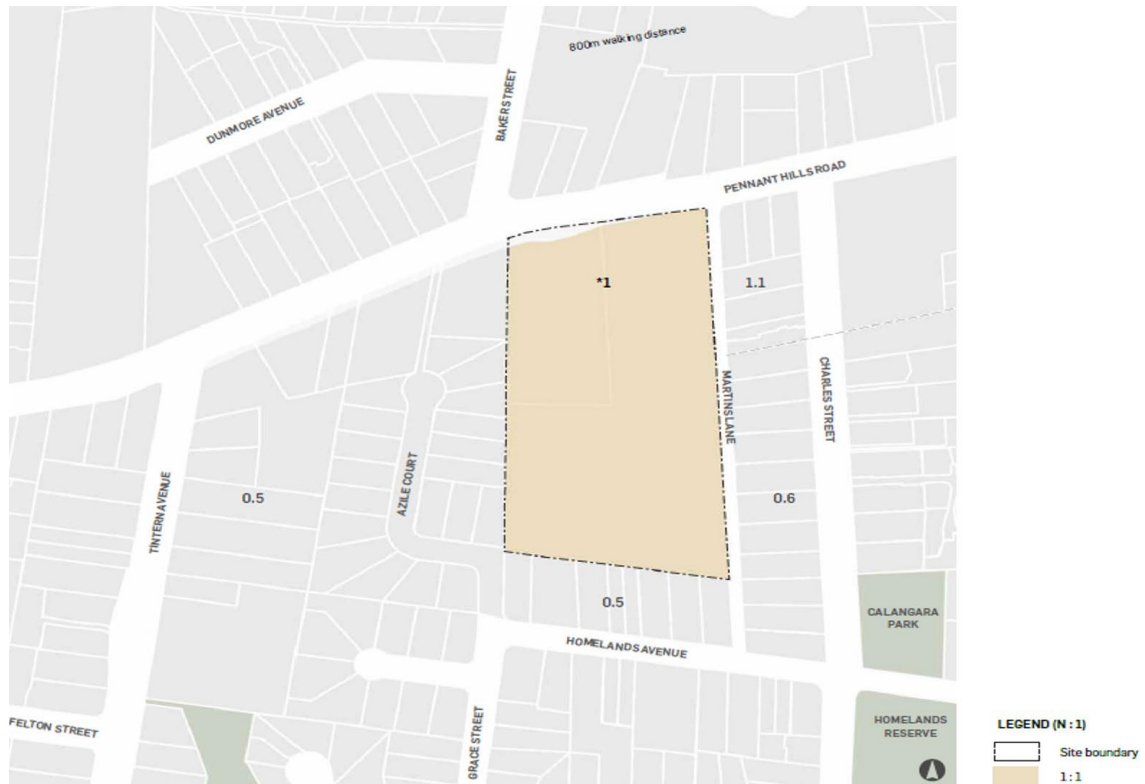 800m walking distance
DUNMORE AVENUE
BAKER STREET
PENNANT HILLS ROAD
*1
1.1
MARTINS LANE
CHARLES STREET
TINTERN AVENUE
0.5
AZILE COURT
0.6
0.5
CALANGARA
PARK
HOMELANDS AVENUE
FELTON STREET
GRACE STREET
HOMELANDS
RESERVE
LEGEND (N : 1)
Site boundary
1:1